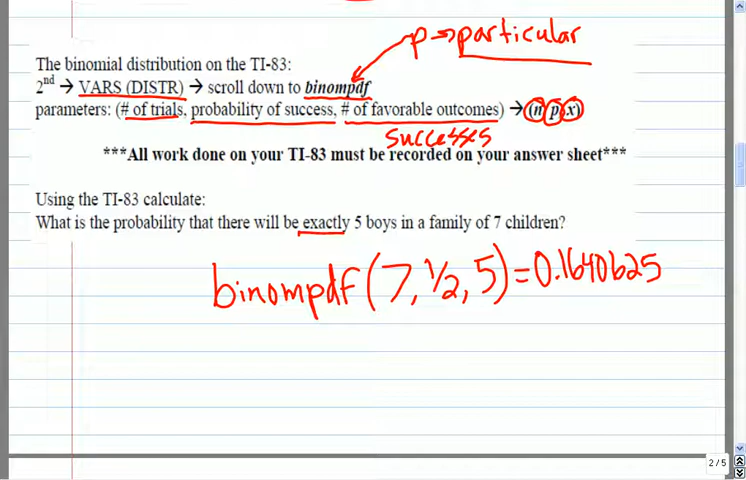 p → particular
The binomial distribution on the TI-83:
2nd → VARS (DISTR) → scroll down to binompdf
parameters: (# of trials, probability of success, # of favorable outcomes) → (n p x)
successes
***All work done on your TI-83 must be recorded on your answer sheet***
Using the TI-83 calculate:
What is the probability that there will be exactly 5 boys in a family of 7 children?
binompdf(7, 1/2, 5) = 0.1640625
2 / 5